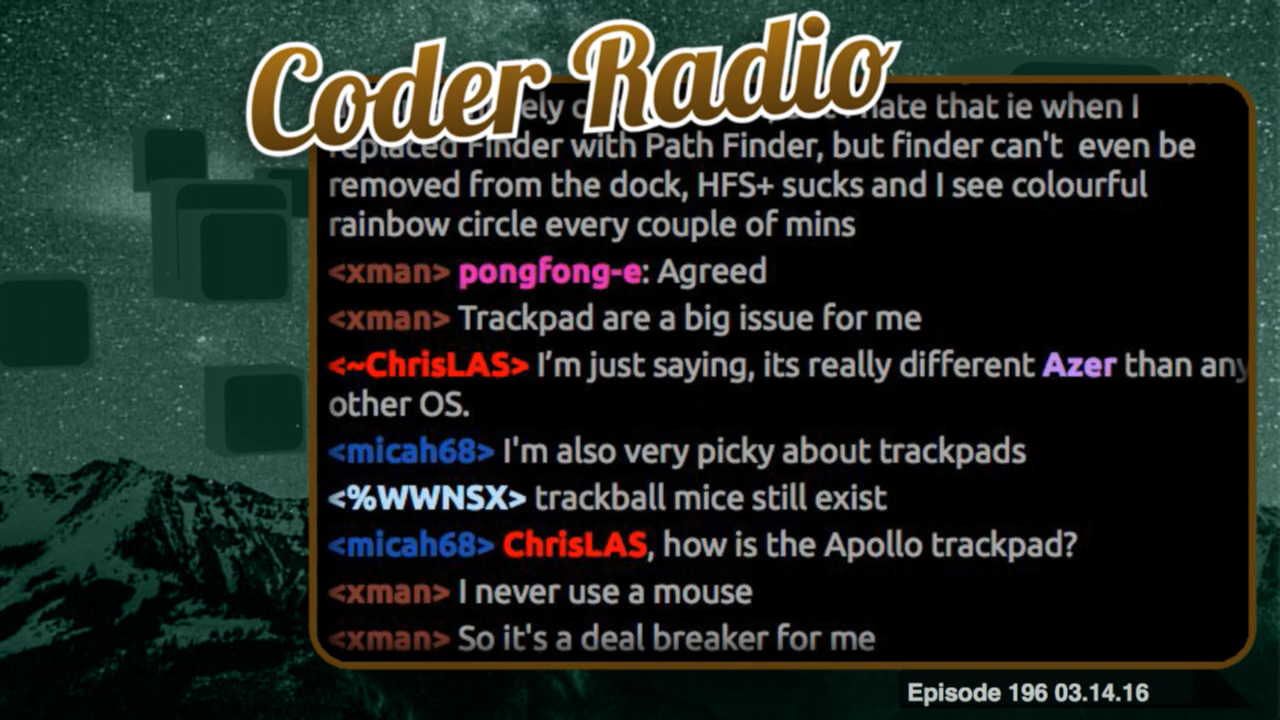 Coder Radio
ely that ie when I
replaced Finder with Path Finder, but finder can't even be
removed from the dock, HFS+ sucks and I see colourful
rainbow circle every couple of mins
<xman> pongfong-e: Agreed
<xman> Trackpad are a big issue for me
<~ChrisLAS> I'm just saying, its really different Azer than any
other OS.
<micah68> I'm also very picky about trackpads
<%WWNSX> trackball mice still exist
<micah68> ChrisLAS, how is the Apollo trackpad?
<xman> I never use a mouse
<xman> So it's a deal breaker for me
Episode 196 03.14.16